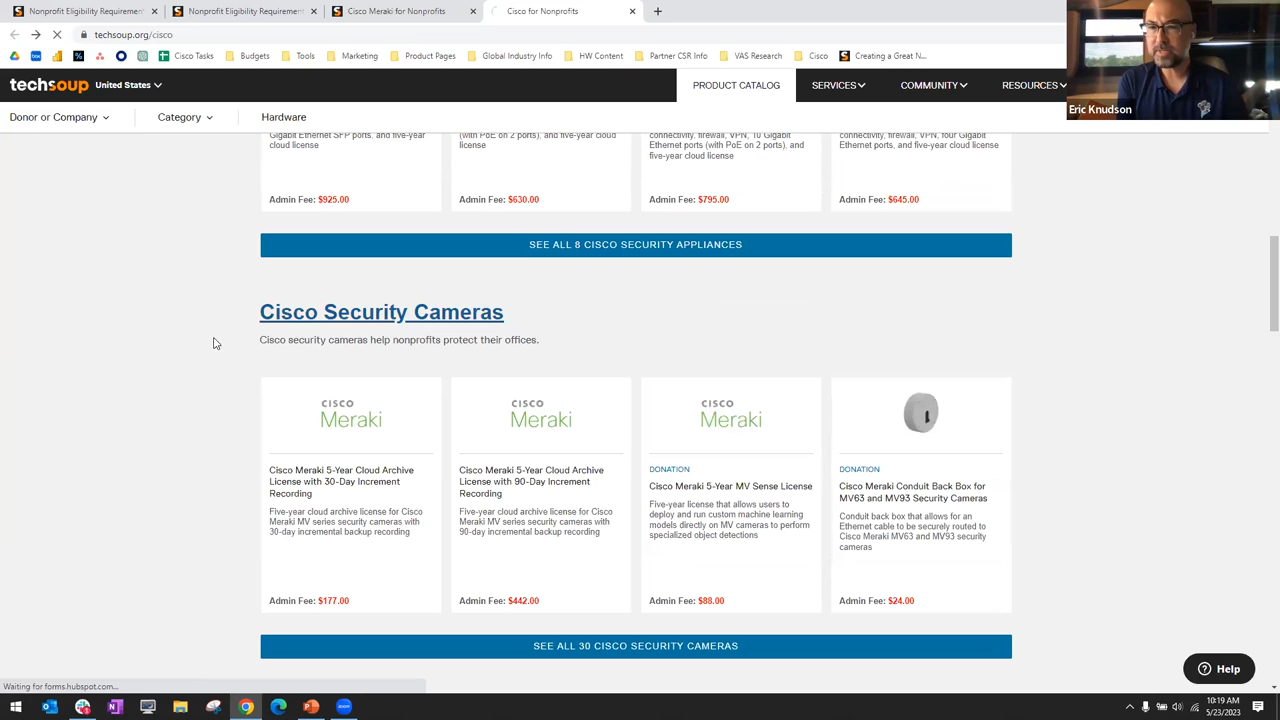 Nonprofit Eligibility Requirement
Nonprofit Eligibility Requirement
Cisco Meraki for Nonprofits
Cisco for Nonprofits
techsoup.org/cisco
Cisco Tasks
Budgets
Tools
Marketing
Product Pages
Global Industry Info
HW Content
Partner CSR Info
VAS Research
Cisco
Creating a Great N...
techsoup United States
PRODUCT CATALOG
SERVICES
COMMUNITY
RESOURCES
Eric Knudson
Donor or Company
Category
Hardware
Gigabit Ethernet SFP ports, and five-year
cloud license
Admin Fee: $925.00
(with PoE on 2 ports), and five-year cloud
license
Admin Fee: $630.00
connectivity, firewall, VPN, 10 Gigabit
Ethernet ports (with PoE on 2 ports), and
five-year cloud license
Admin Fee: $795.00
connectivity, firewall, VPN, four Gigabit
Ethernet ports, and five-year cloud license
Admin Fee: $645.00
SEE ALL 8 CISCO SECURITY APPLIANCES
Cisco Security Cameras
Cisco security cameras help nonprofits protect their offices.
CISCO
Meraki
Cisco Meraki 5-Year Cloud Archive
License with 30-Day Increment
Recording
Five-year cloud archive license for Cisco
Meraki MV series security cameras with
30-day incremental backup recording
Admin Fee: $177.00
CISCO
Meraki
Cisco Meraki 5-Year Cloud Archive
License with 90-Day Increment
Recording
Five-year cloud archive license for Cisco
Meraki MV series security cameras with
90-day incremental backup recording
Admin Fee: $442.00
CISCO
Meraki
DONATION
Cisco Meraki 5-Year MV Sense License
Five-year license that allows users to
deploy and run custom machine learning
models directly on MV cameras to perform
specialized object detections
Admin Fee: $88.00
DONATION
Cisco Meraki Conduit Back Box for
MV63 and MV93 Security Cameras
Conduit back box that allows for an
Ethernet cable to be securely routed to
Cisco Meraki MV63 and MV93 security
cameras
Admin Fee: $24.00
SEE ALL 30 CISCO SECURITY CAMERAS
Help
Waiting for forms.hubspot.com...
zoom
10:19 AM
5/23/2023